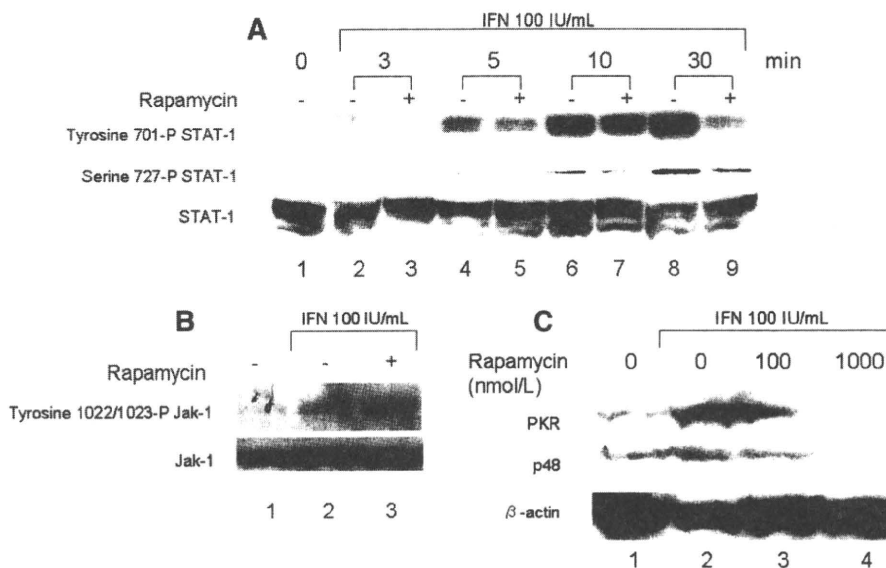 A
IFN 100 IU/mL
0 3 5 10 30 min
Rapamycin - - + - + - + - +
Tyrosine 701-P STAT-1
Serine 727-P STAT-1
STAT-1
1 2 3 4 5 6 7 8 9
B
IFN 100 IU/mL
Rapamycin - - +
Tyrosine 1022/1023-P Jak-1
Jak-1
1 2 3
C
IFN 100 IU/mL
Rapamycin 0 0 100 1000
(nmol/L)
PKR
p48
β-actin
1 2 3 4